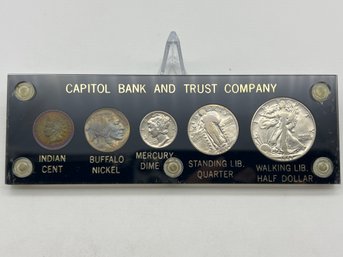 CAPITOL BANK AND TRUST COMPANY
INDIAN
CENT
BUFFALO
NICKEL
MERCURY
DIME
STANDING LIB.
QUARTER
WALKING LIB.
HALF DOLLAR